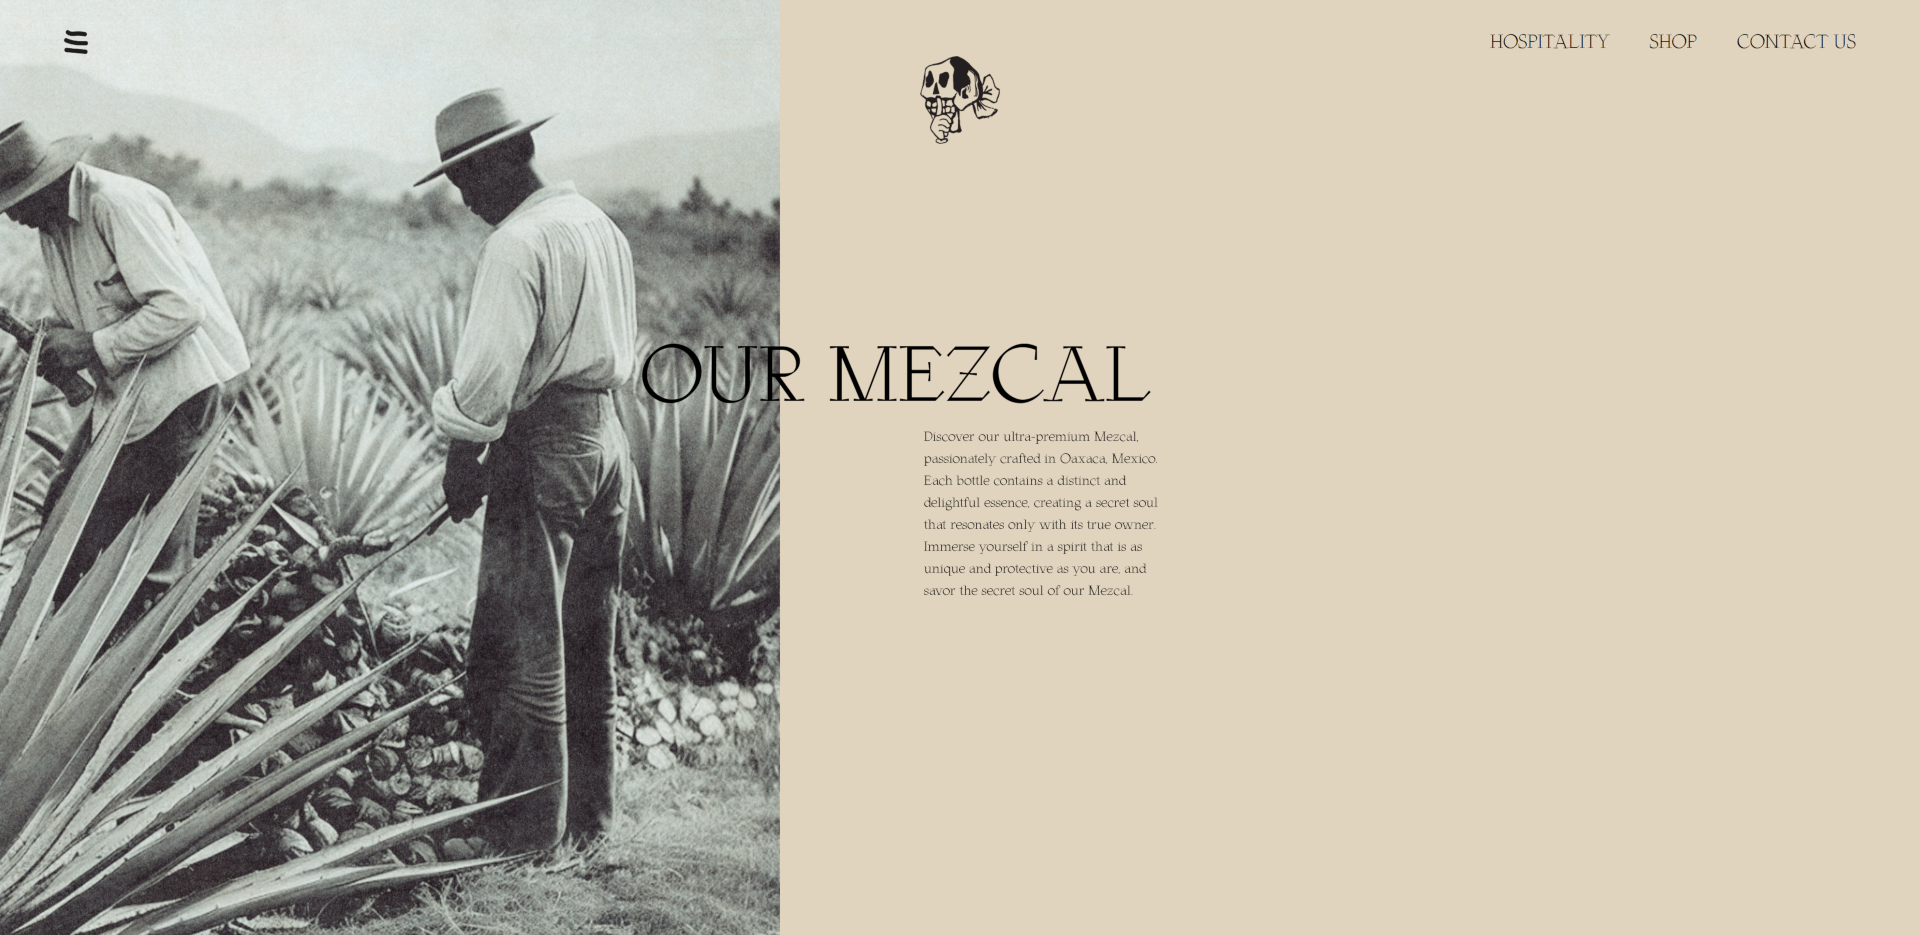 HOSPITALITY SHOP CONTACT US
OUR MEZCAL
Discover our ultra-premium Mezcal,
passionately crafted in Oaxaca, Mexico.
Each bottle contains a distinct and
delightful essence, creating a secret soul
that resonates only with its true owner.
Immerse yourself in a spirit that is as
unique and protective as you are, and
savor the secret soul of our Mezcal.